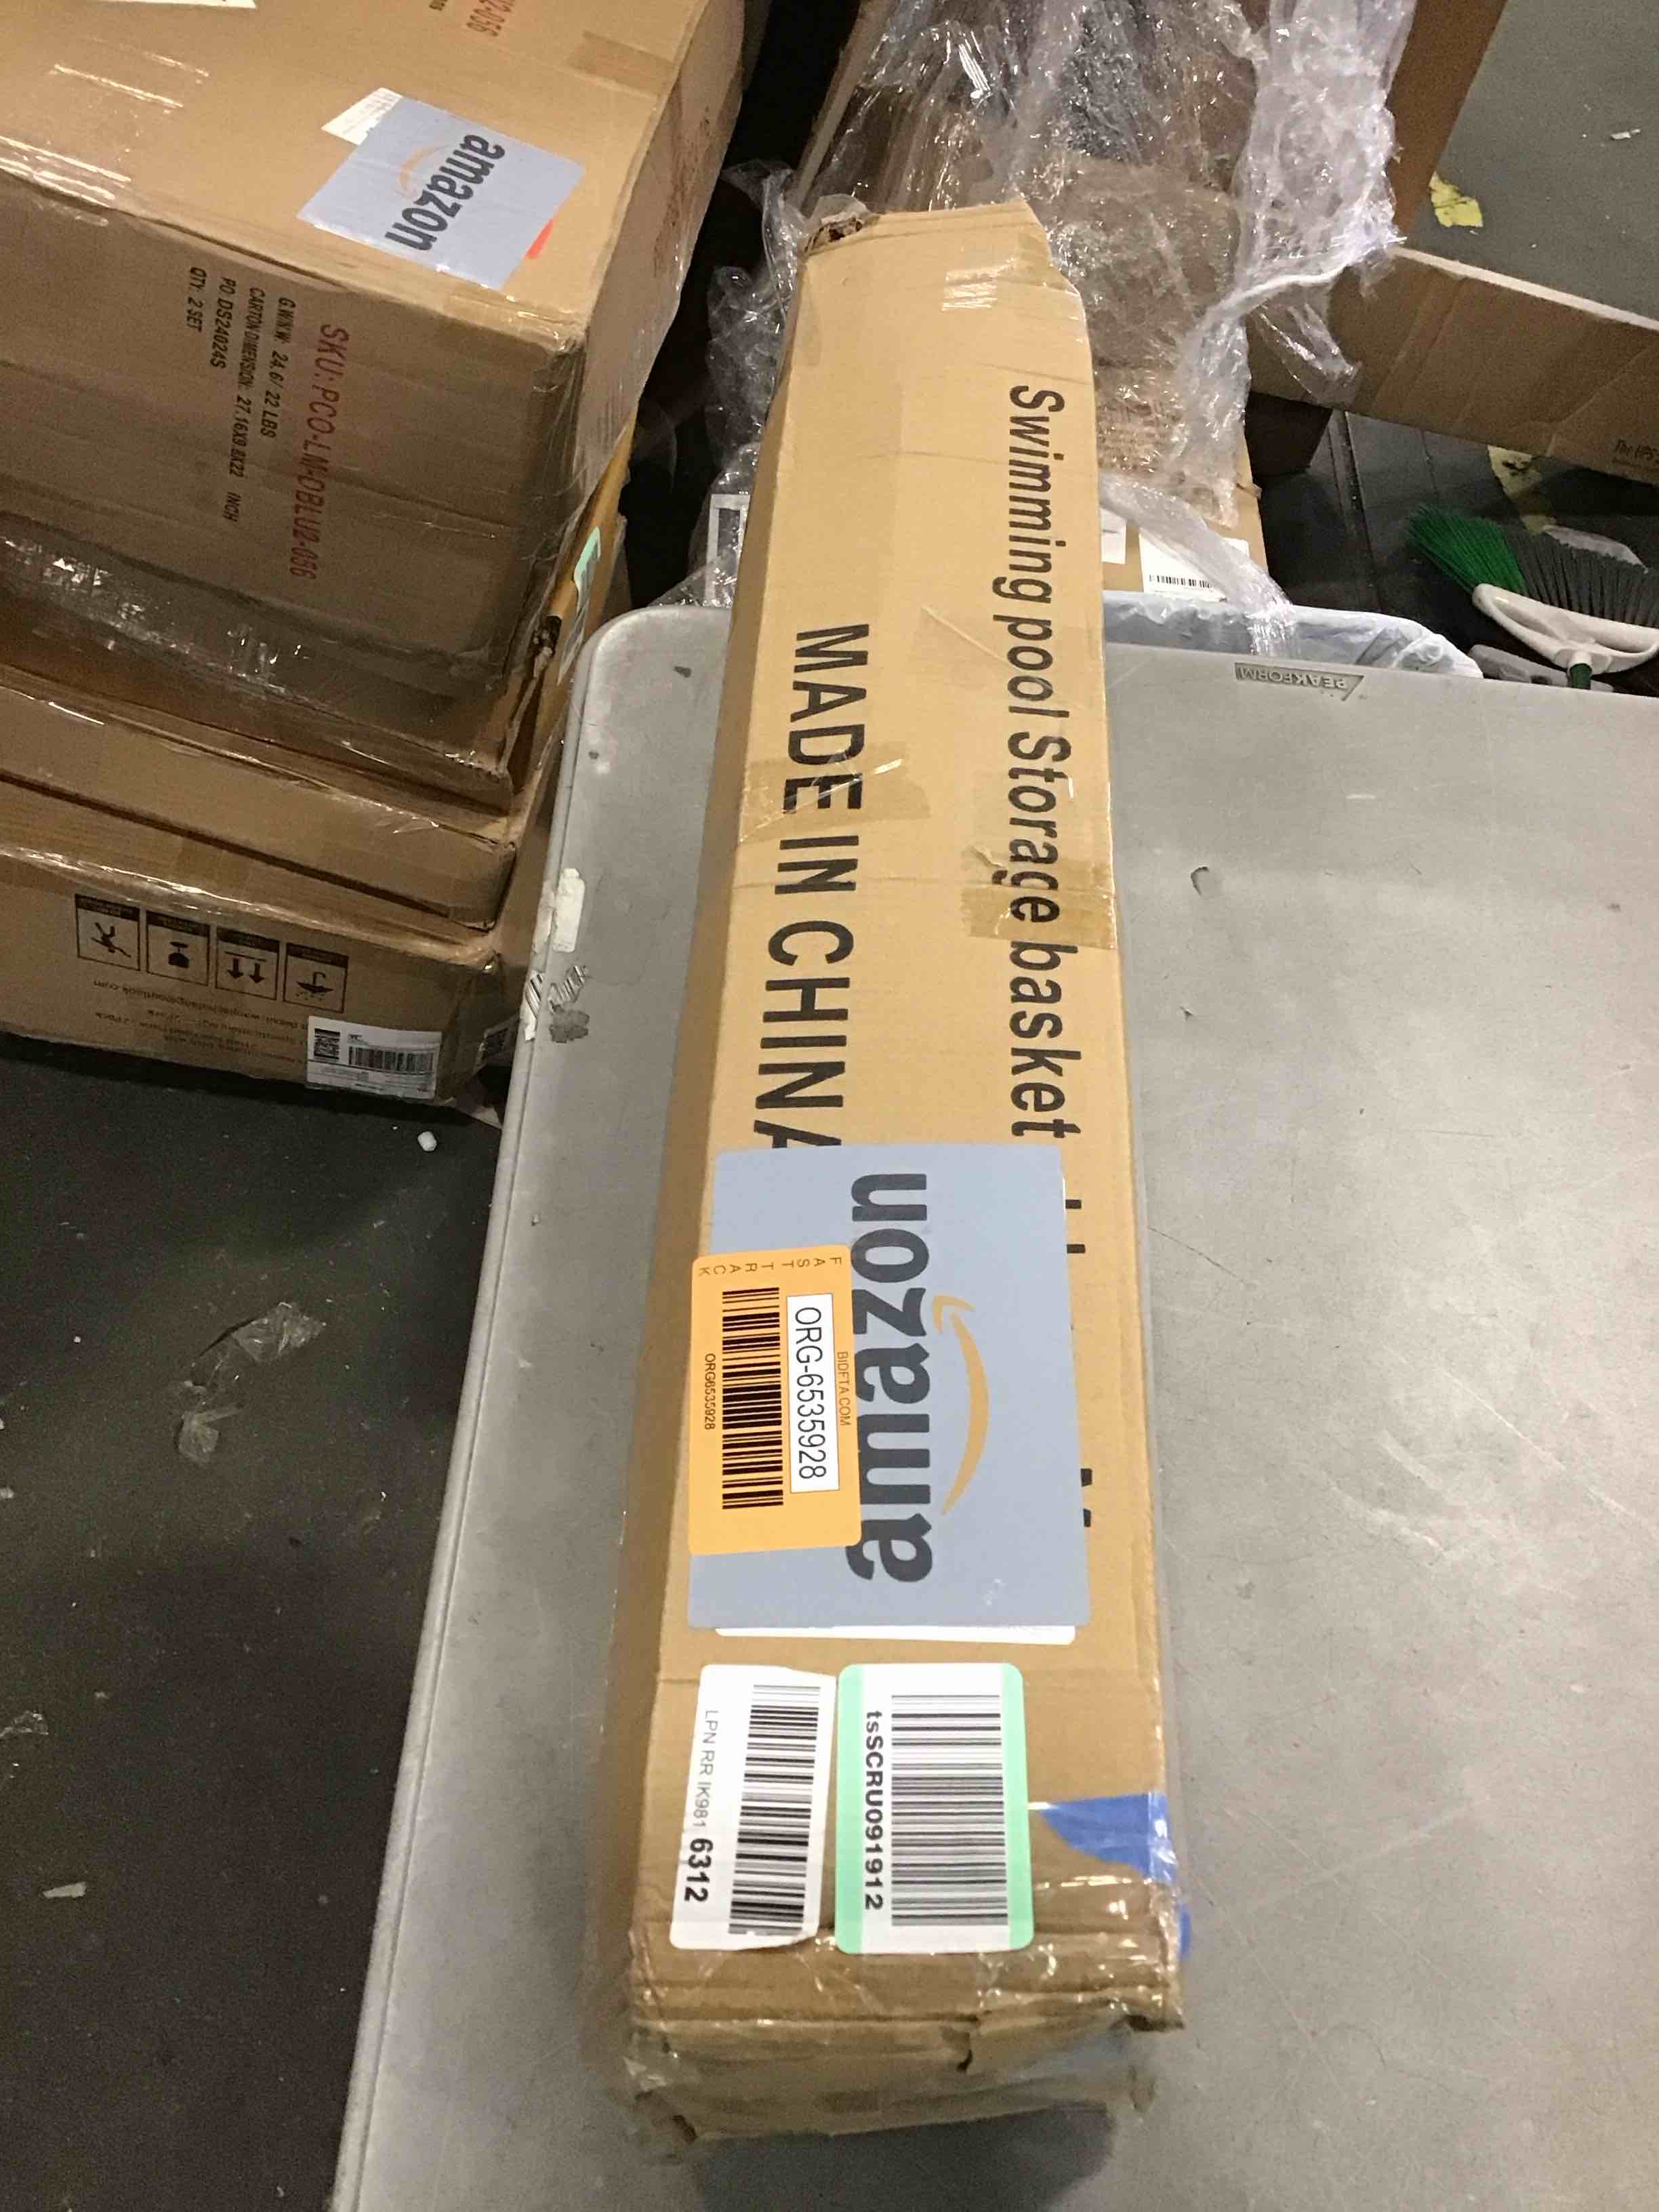 Swimming pool Storage basket
MADE IN CHINA
amazon
FAST TRACK
BIDFTA.COM
ORG-6535928
ORG6535928
tsSCRU091912
LPN RR IK981 6312
amazon
SKU: PCO-LM-OBLU2-056
G.W/N.W: 24.6/ 22 LBS
CARTON DIMENSION: 27.16X9.8X22 INCH
PO: DS24024S
QTY: 2 SET
PEAKFORM